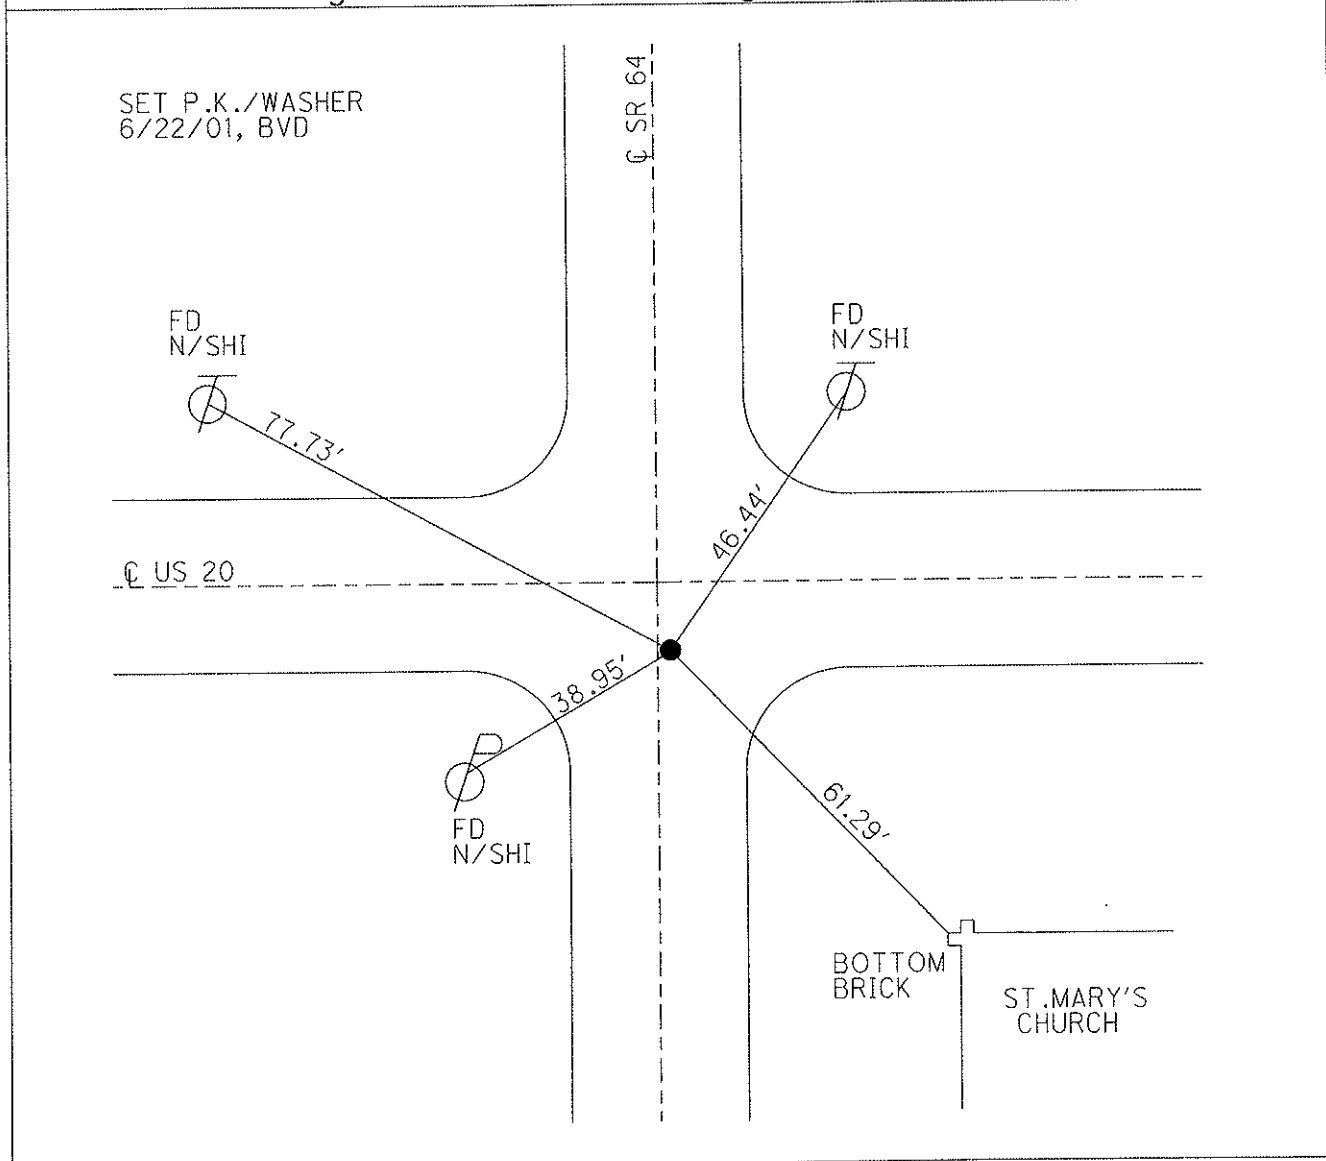 SET P.K./WASHER
6/22/01, BVD
℄ SR 64
FD
N/SHI
FD
N/SHI
77.73'
46.44'
℄ US 20
38.95'
FD
N/SHI
61.29'
BOTTOM
BRICK
ST.MARY'S
CHURCH